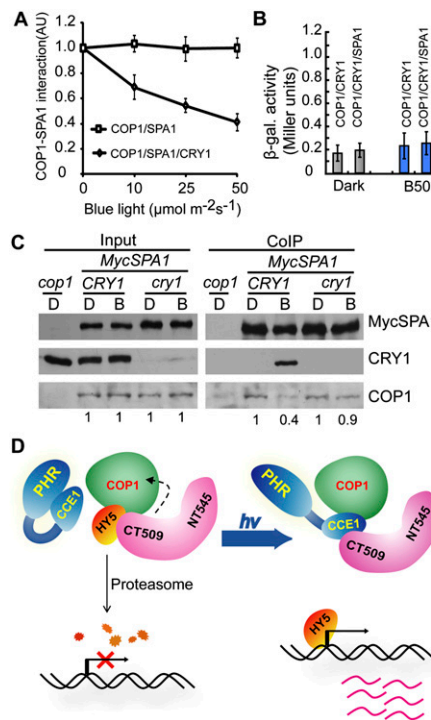 A
COP1-SPA1 interaction(AU)
1.2
1.0
0.8
0.6
0.4
0.2
0
0 10 25 50
Blue light (µmol m-2s-1)
COP1/SPA1
COP1/SPA1/CRY1
B
β-gal. activity
(Miller units)
1.2
1.0
0.8
0.6
0.4
0.2
0
COP1/CRY1
COP1/CRY1/SPA1
COP1/CRY1
COP1/CRY1/SPA1
Dark B50
C
Input CoIP
MycSPA1 MycSPA1
cop1 CRY1 cry1 cop1 CRY1 cry1
D D B D B D D B D B
MycSPA
CRY1
COP1
1 1 1 1 1 0.4 1 0.9
D
PHR
CCE1
COP1
HY5
CT509
NT545
Proteasome
hv
PHR
COP1
CCE1
CT509
NT545
HY5